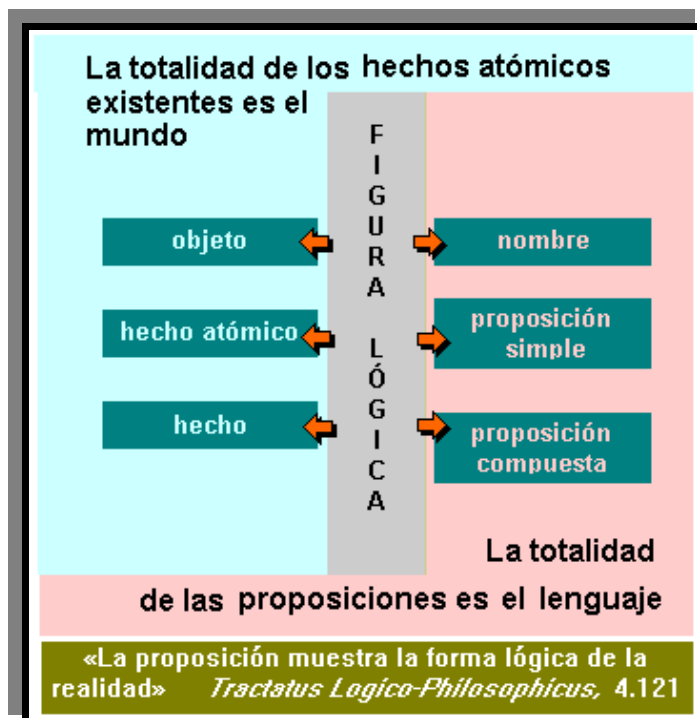 La totalidad de los hechos atómicos
existentes es el
mundo
FIGURA LÓGICA
objeto
nombre
hecho atómico
proposición
simple
hecho
proposición
compuesta
La totalidad
de las proposiciones es el lenguaje
«La proposición muestra la forma lógica de la
realidad» Tractatus Logico-Philosophicus, 4.121